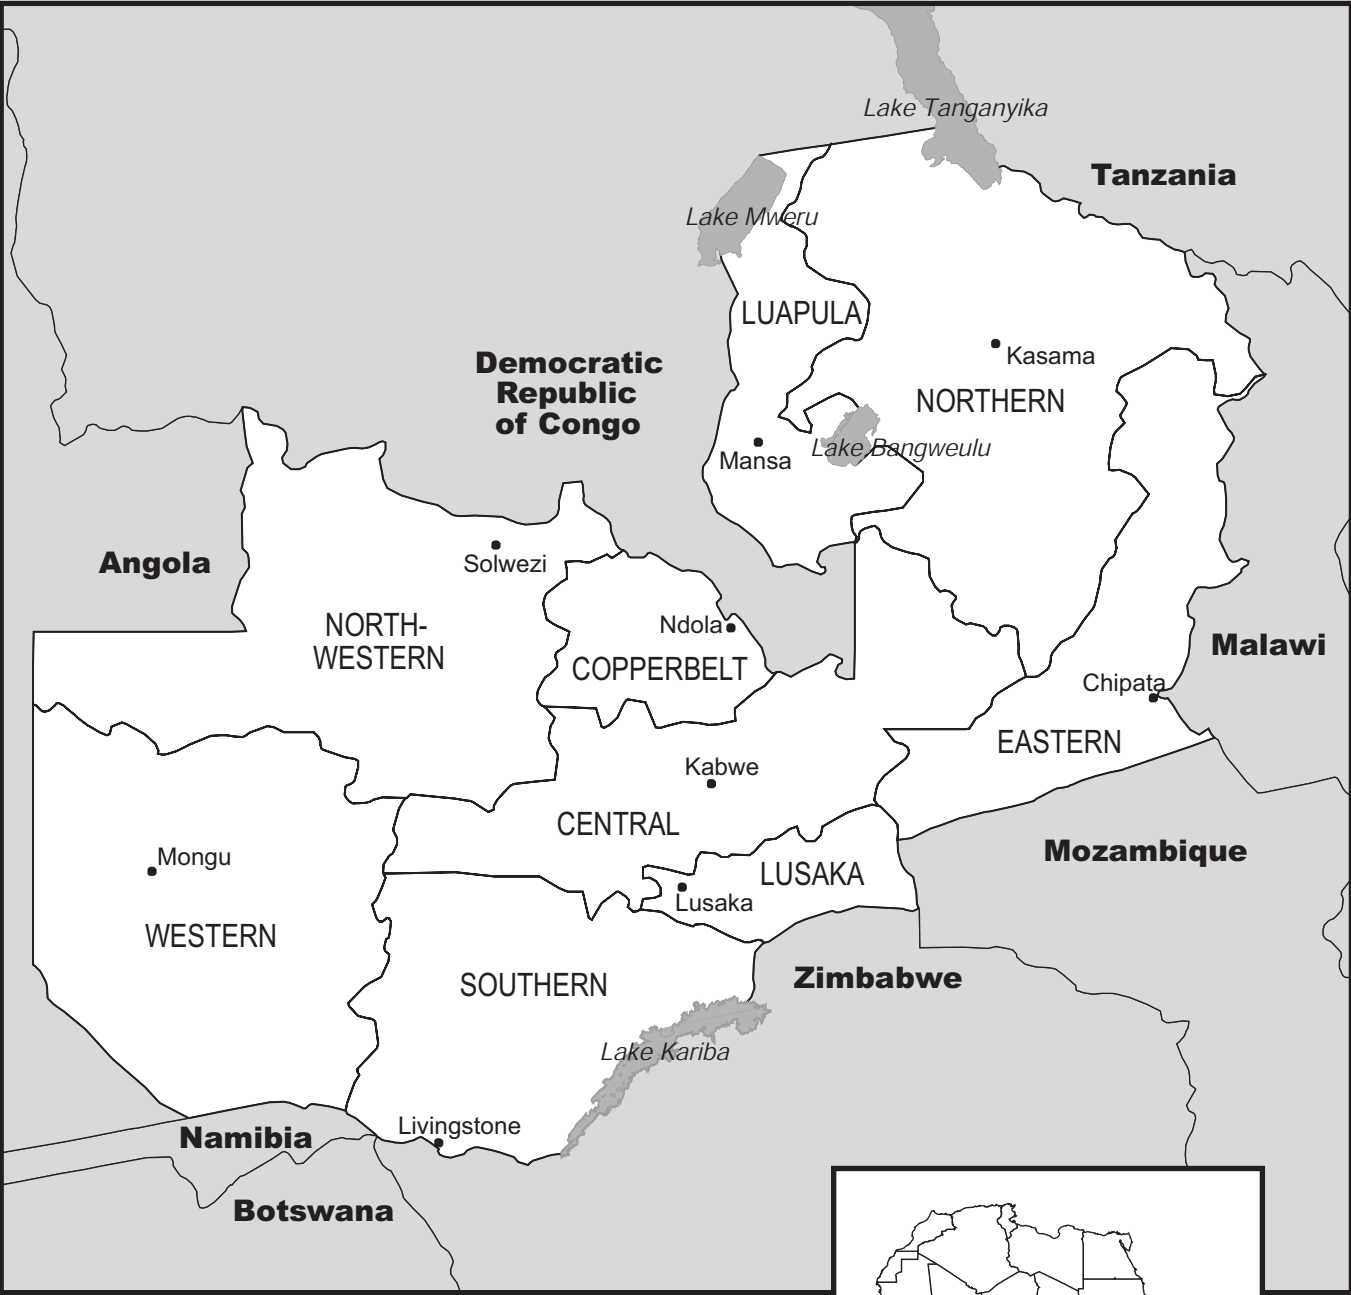 Lake Tanganyika
Tanzania
Lake Mweru
LUAPULA
Democratic
Republic
of Congo
Kasama
NORTHERN
Mansa
Lake Bangweulu
Angola
Solwezi
NORTH-
WESTERN
Ndola
COPPERBELT
Malawi
Chipata
EASTERN
Kabwe
CENTRAL
Mozambique
Mongu
LUSAKA
Lusaka
WESTERN
SOUTHERN
Zimbabwe
Lake Kariba
Livingstone
Namibia
Botswana